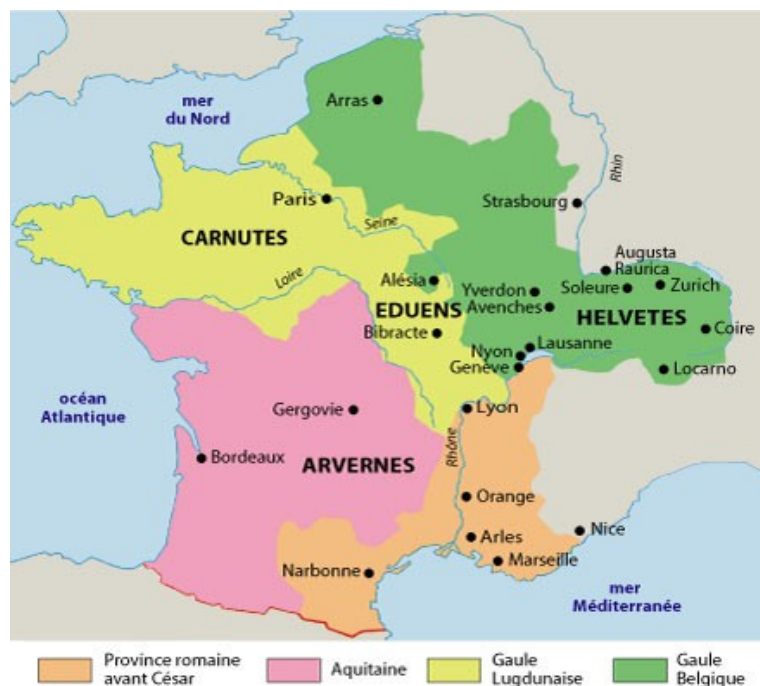 mer
du Nord
Arras
Rhin
Paris
Strasbourg
Seine
CARNUTES
Augusta
Raurica
Loire
Alésia
Yverdon
Soleure
Zurich
EDUENS
Avenches
HELVETES
Bibracte
Coire
Lausanne
Nyon
Genève
Locarno
océan
Atlantique
Gergovie
Lyon
Rhône
Bordeaux
ARVERNES
Orange
Nice
Arles
Marseille
Narbonne
mer
Méditerranée
Province romaine
avant César
Aquitaine
Gaule
Lugdunaise
Gaule
Belgique